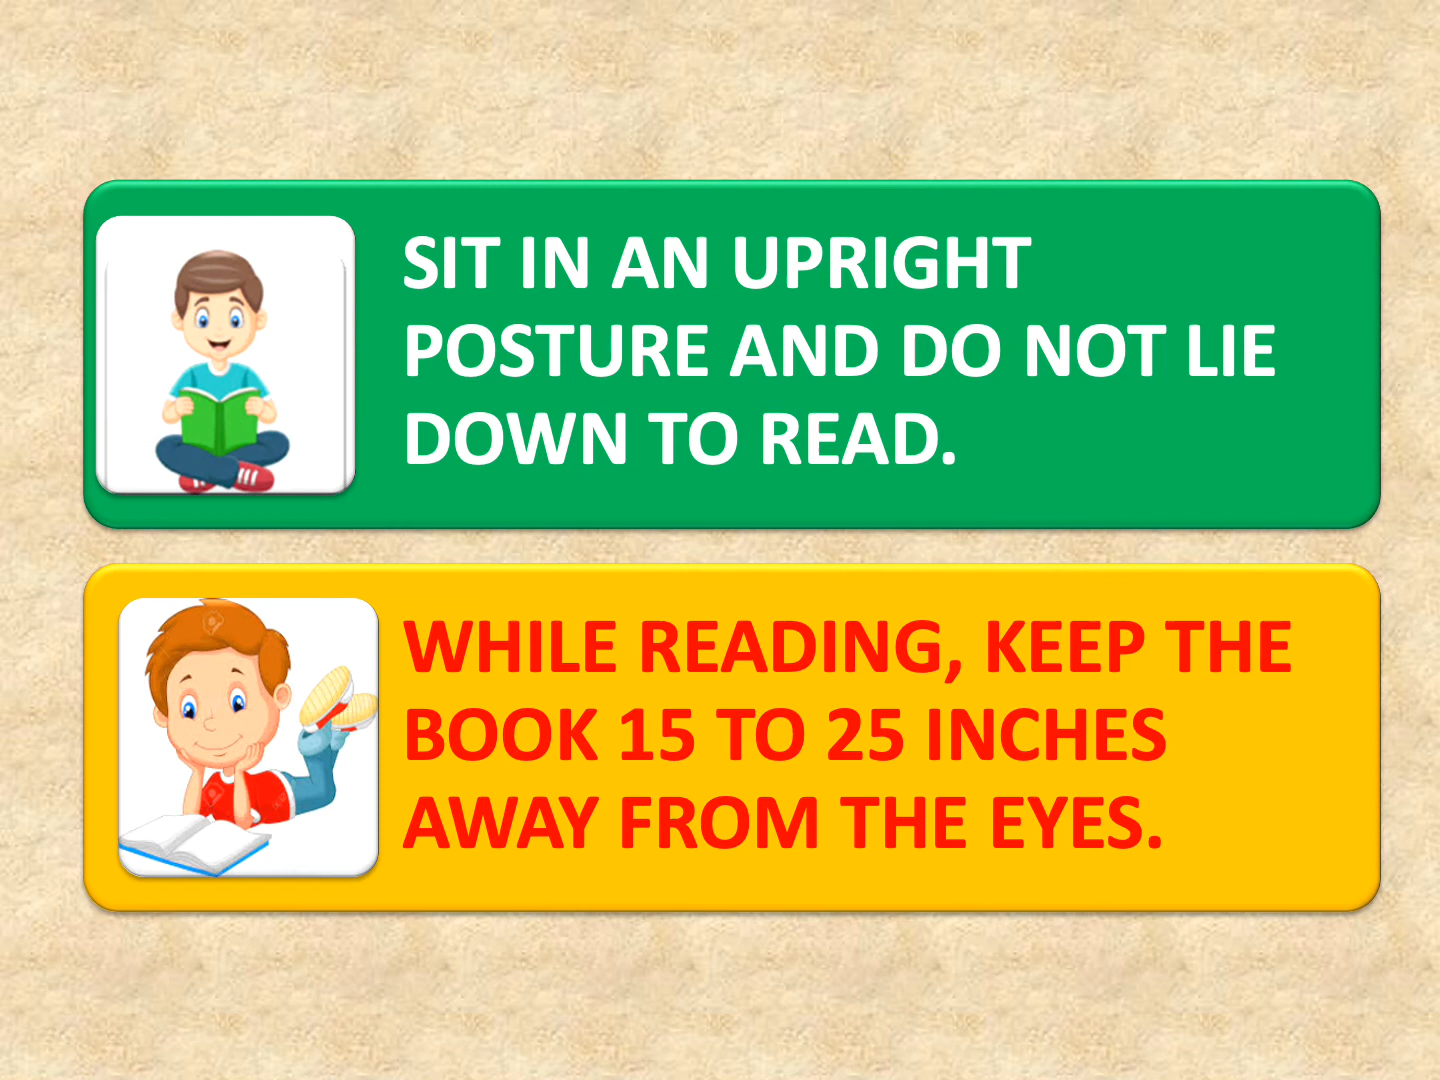 SIT IN AN UPRIGHT
POSTURE AND DO NOT LIE
DOWN TO READ.
WHILE READING, KEEP THE
BOOK 15 TO 25 INCHES
AWAY FROM THE EYES.